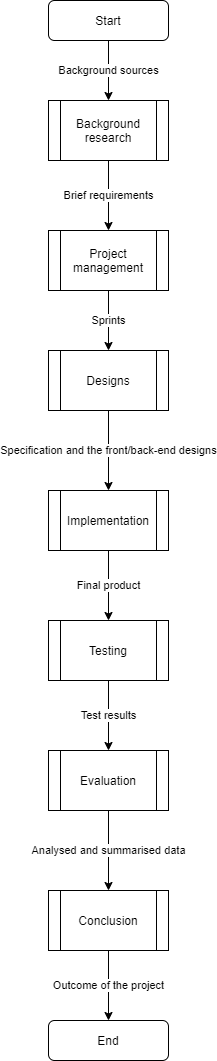 Start
Background sources
Background
research
Brief requirements
Project
management
Sprints
Designs
Specification and the front/back-end designs
Implementation
Final product
Testing
Test results
Evaluation
Analysed and summarised data
Conclusion
Outcome of the project
End